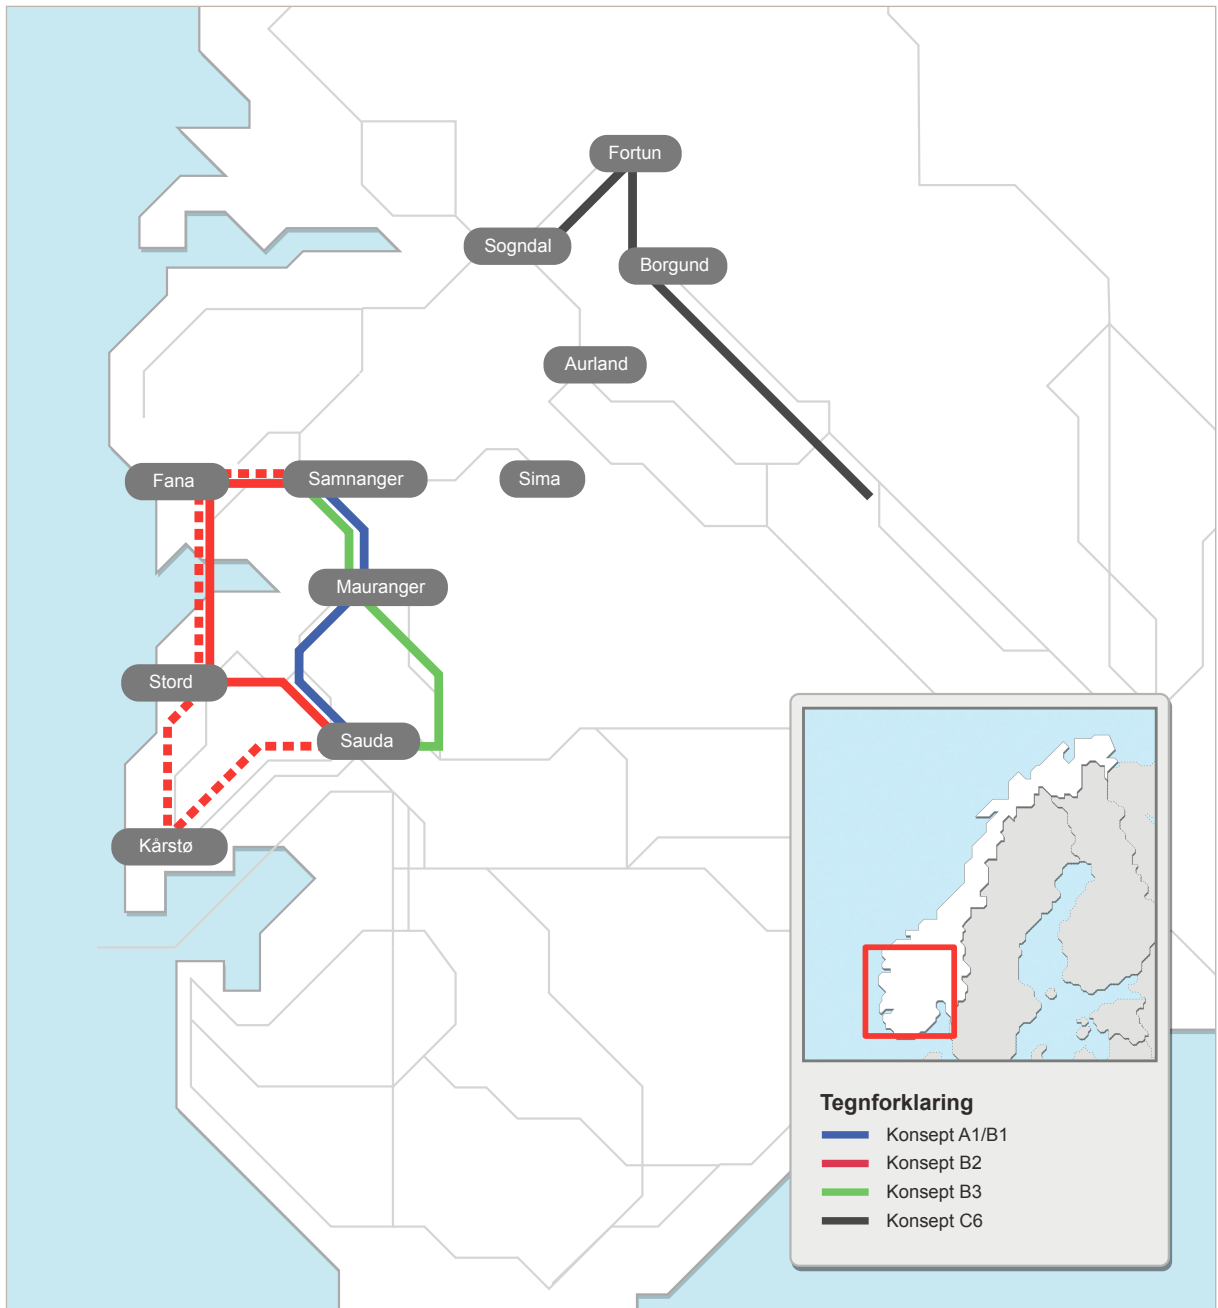 Fortun
Sogndal
Borgund
Aurland
Fana
Samnanger
Sima
Mauranger
Stord
Sauda
Kårstø
Tegnforklaring
Konsept A1/B1
Konsept B2
Konsept B3
Konsept C6